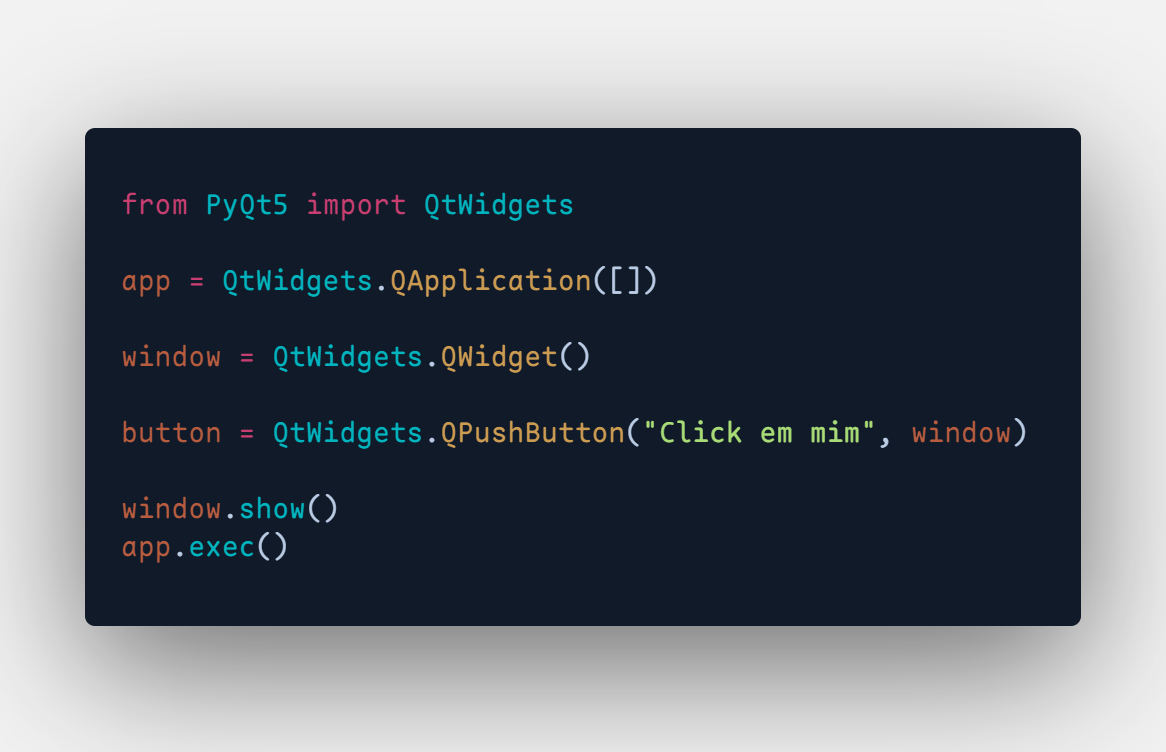 from PyQt5 import QtWidgets
app = QtWidgets.QApplication([])
window = QtWidgets.QWidget()
button = QtWidgets.QPushButton("Click em mim", window)
window.show()
app.exec()